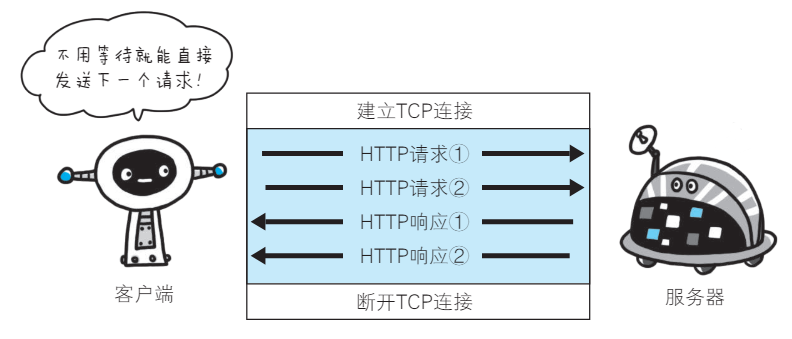 不用等待就能直接
发送下一个请求！
建立TCP连接
HTTP请求①
HTTP请求②
HTTP响应①
HTTP响应②
断开TCP连接
客户端
服务器